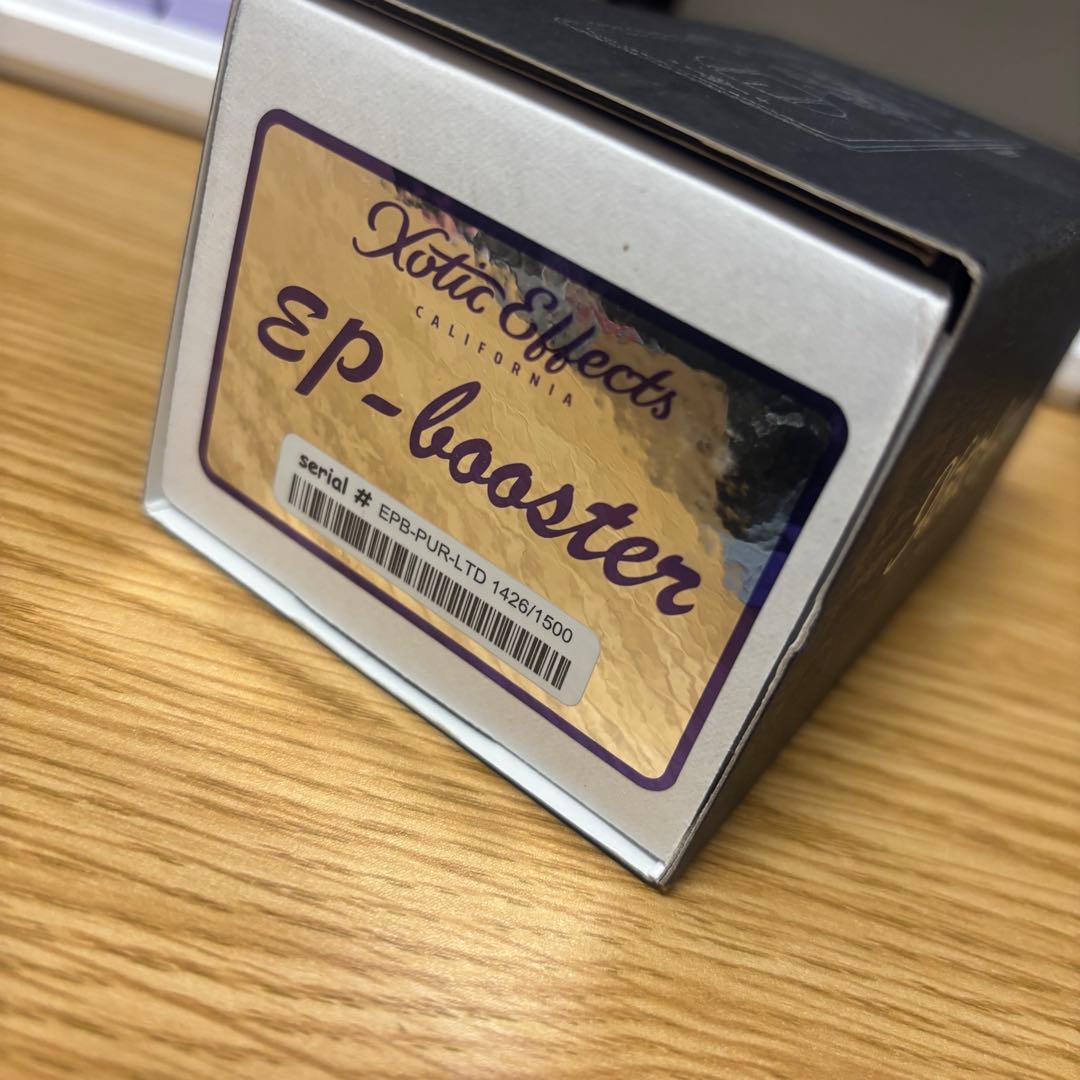 Xotic Effects
CALIFORNIA
EP-booster
serial # EPB-PUR-LTD 1426/1500